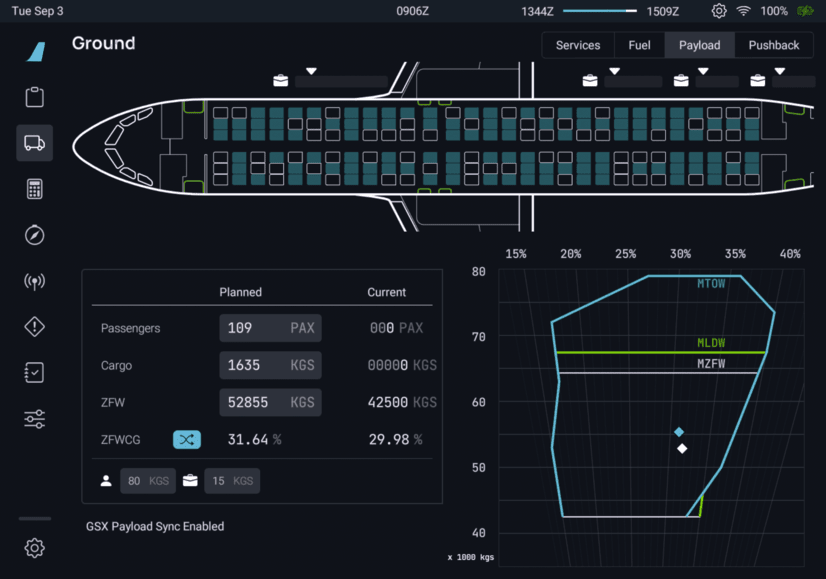 Tue Sep 3 0906Z 1344Z 1509Z 100%
Ground Services Fuel Payload Pushback
15% 20% 25% 30% 35% 40%
80
MTOW
Planned Current
Passengers 109 PAX 000 PAX
70
MLDW
Cargo 1635 KGS 00000 KGS
MZFW
ZFW 52855 KGS 42500 KGS
60
ZFWCG 31.64 % 29.98 %
50
80 KGS 15 KGS
GSX Payload Sync Enabled
40
x 1000 kgs